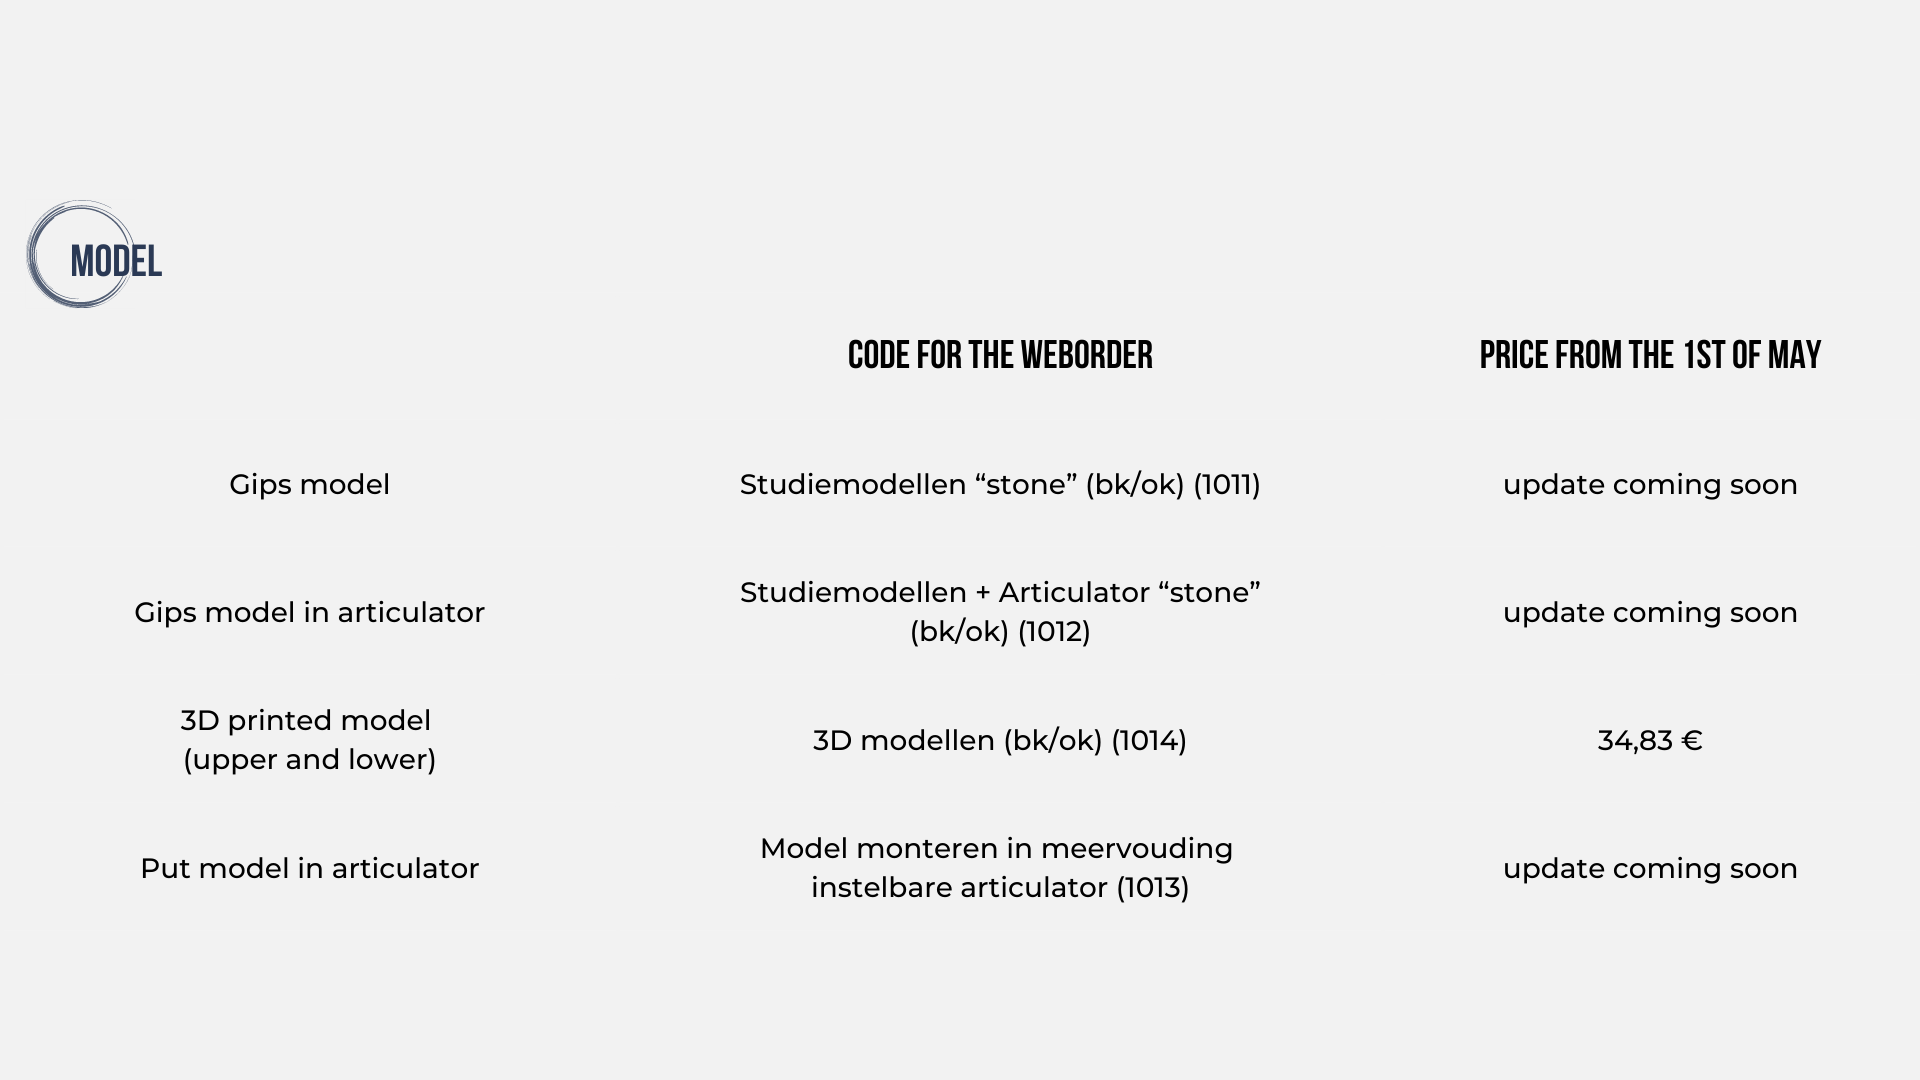 MODEL
CODE FOR THE WEBORDER
PRICE FROM THE 1ST OF MAY
Gips model
Studiemodellen “stone” (bk/ok) (1011)
update coming soon
Gips model in articulator
Studiemodellen + Articulator “stone”
(bk/ok) (1012)
update coming soon
3D printed model
(upper and lower)
3D modellen (bk/ok) (1014)
34,83 €
Put model in articulator
Model monteren in meervouding
instelbare articulator (1013)
update coming soon